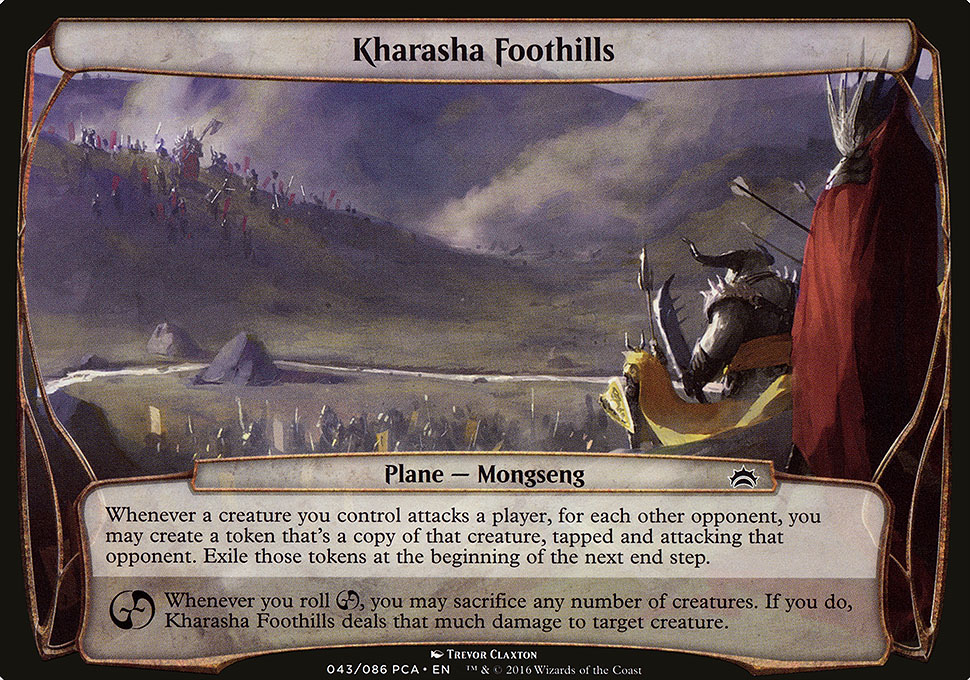 Kharasha Foothills
Plane — Mongseng
Whenever a creature you control attacks a player, for each other opponent, you
may create a token that's a copy of that creature, tapped and attacking that
opponent. Exile those tokens at the beginning of the next end step.
Whenever you roll , you may sacrifice any number of creatures. If you do,
Kharasha Foothills deals that much damage to target creature.
Trevor Claxton
043/086 PCA • EN ™ & © 2016 Wizards of the Coast